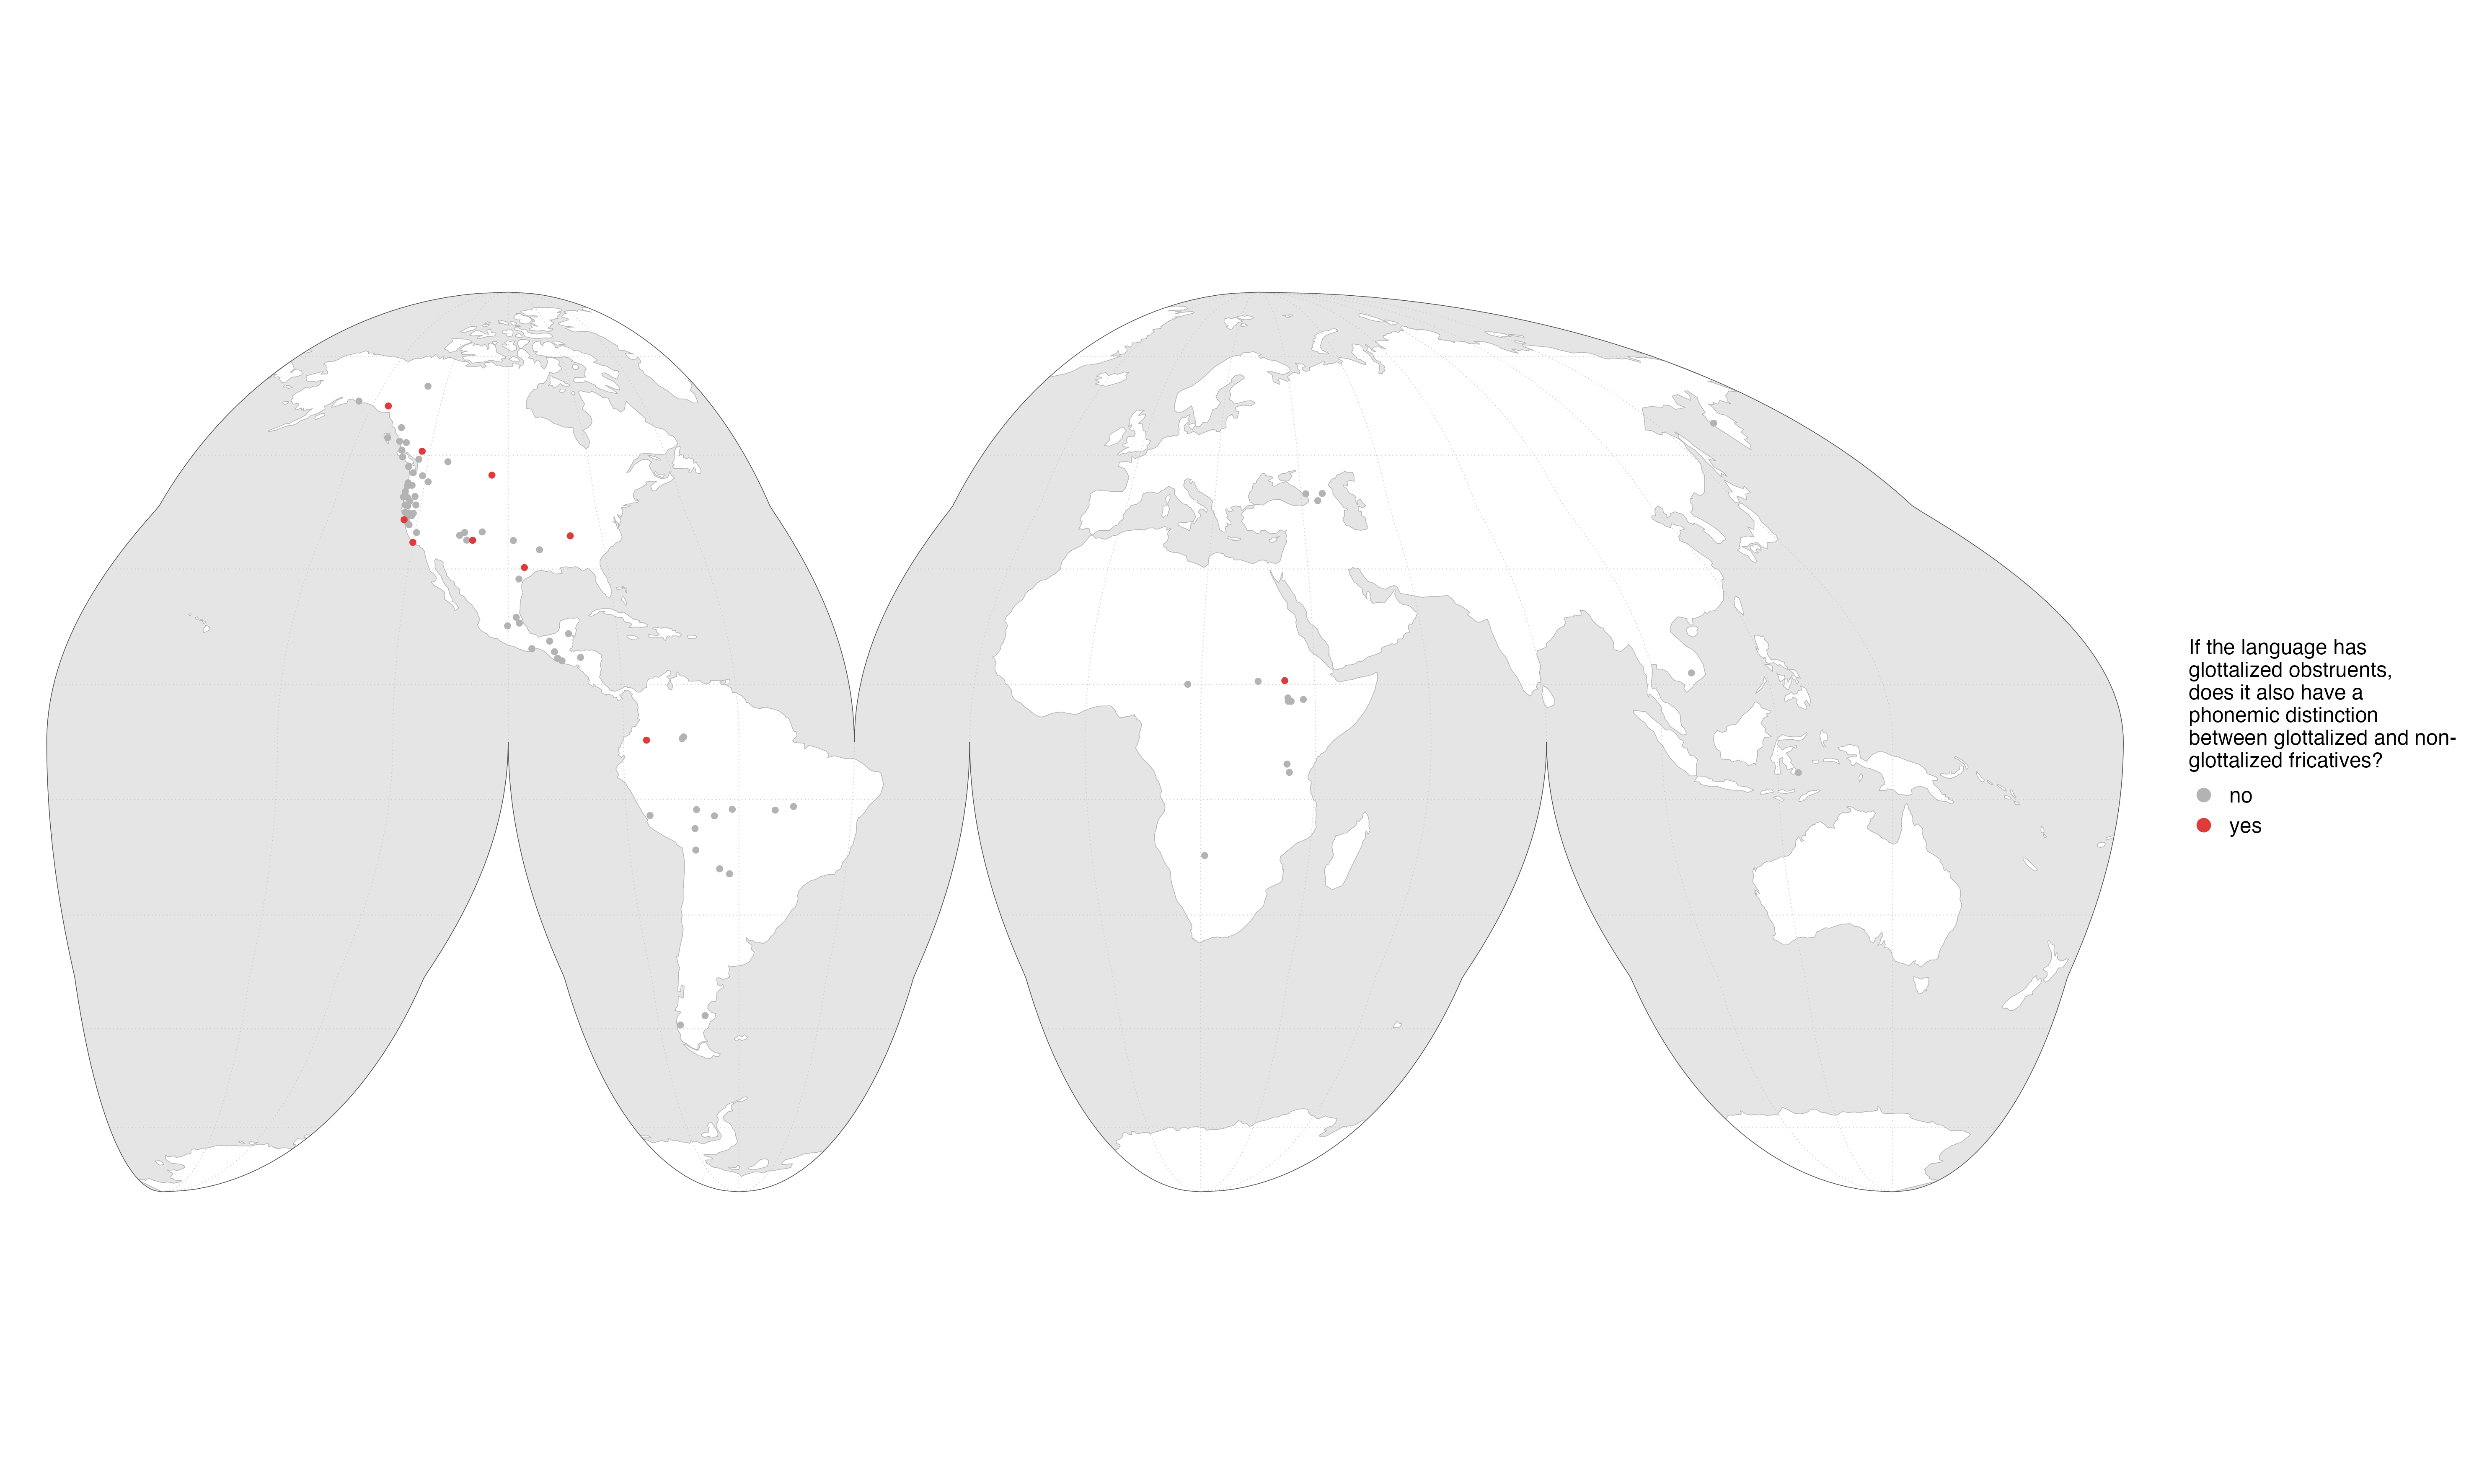 If the language has
glottalized obstruents,
does it also have a
phonemic distinction
between glottalized and non-
glottalized fricatives?
no
yes